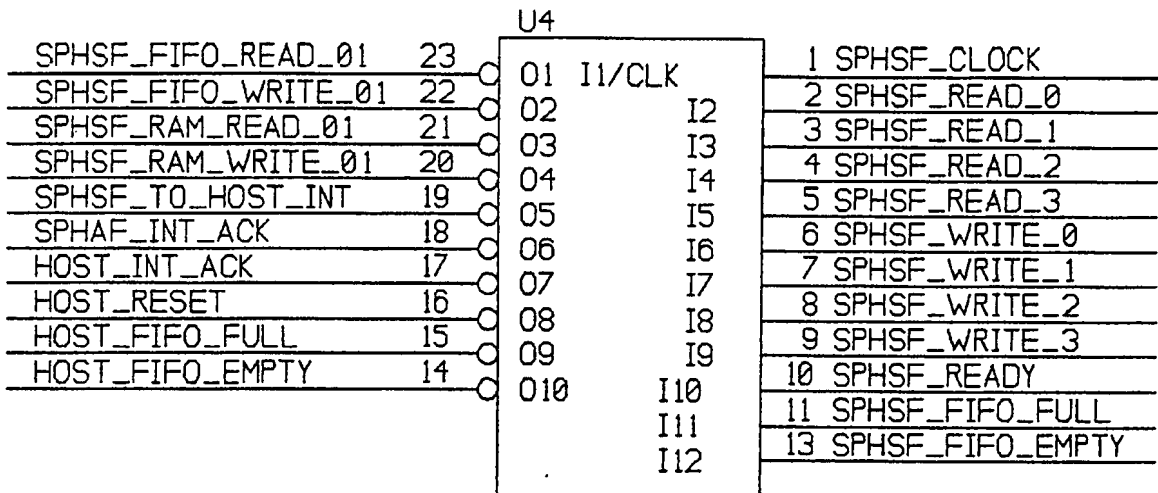 U4
SPHSF_FIFO_READ_01 23 O1 I1/CLK 1 SPHSF_CLOCK
SPHSF_FIFO_WRITE_01 22 O2 I2 2 SPHSF_READ_0
SPHSF_RAM_READ_01 21 O3 I3 3 SPHSF_READ_1
SPHSF_RAM_WRITE_01 20 O4 I4 4 SPHSF_READ_2
SPHSF_TO_HOST_INT 19 O5 I5 5 SPHSF_READ_3
SPHAF_INT_ACK 18 O6 I6 6 SPHSF_WRITE_0
HOST_INT_ACK 17 O7 I7 7 SPHSF_WRITE_1
HOST_RESET 16 O8 I8 8 SPHSF_WRITE_2
HOST_FIFO_FULL 15 O9 I9 9 SPHSF_WRITE_3
HOST_FIFO_EMPTY 14 O10 I10 10 SPHSF_READY
I11 11 SPHSF_FIFO_FULL
I12 13 SPHSF_FIFO_EMPTY